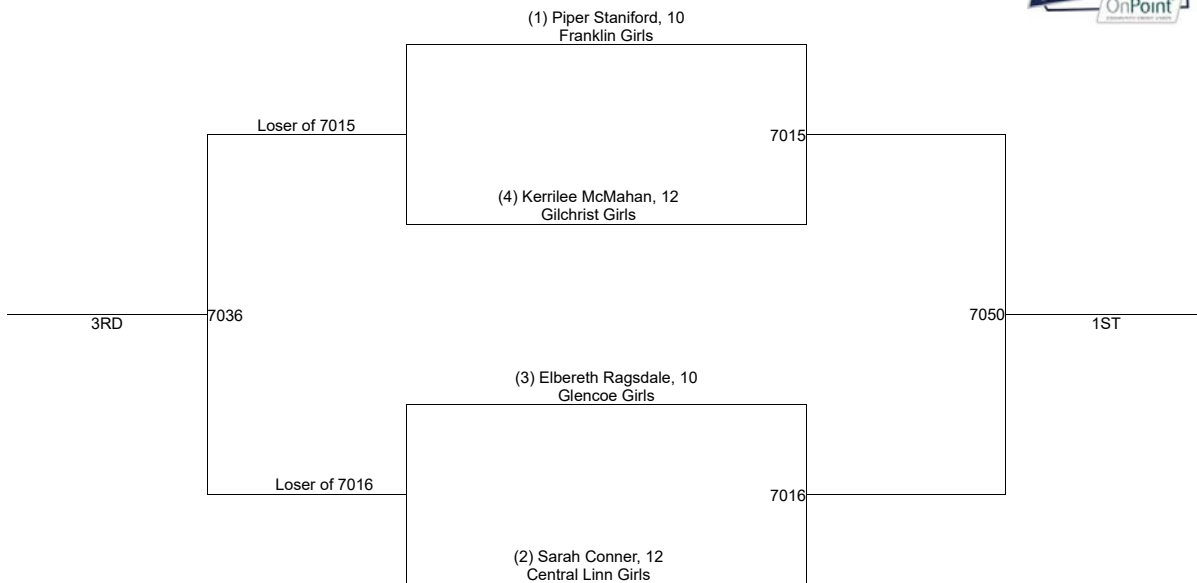 OnPoint
(1) Piper Staniford, 10
Franklin Girls
Loser of 7015
7015
(4) Kerrilee McMahan, 12
Gilchrist Girls
7036
3RD
7050
1ST
(3) Elbereth Ragsdale, 10
Glencoe Girls
Loser of 7016
7016
(2) Sarah Conner, 12
Central Linn Girls